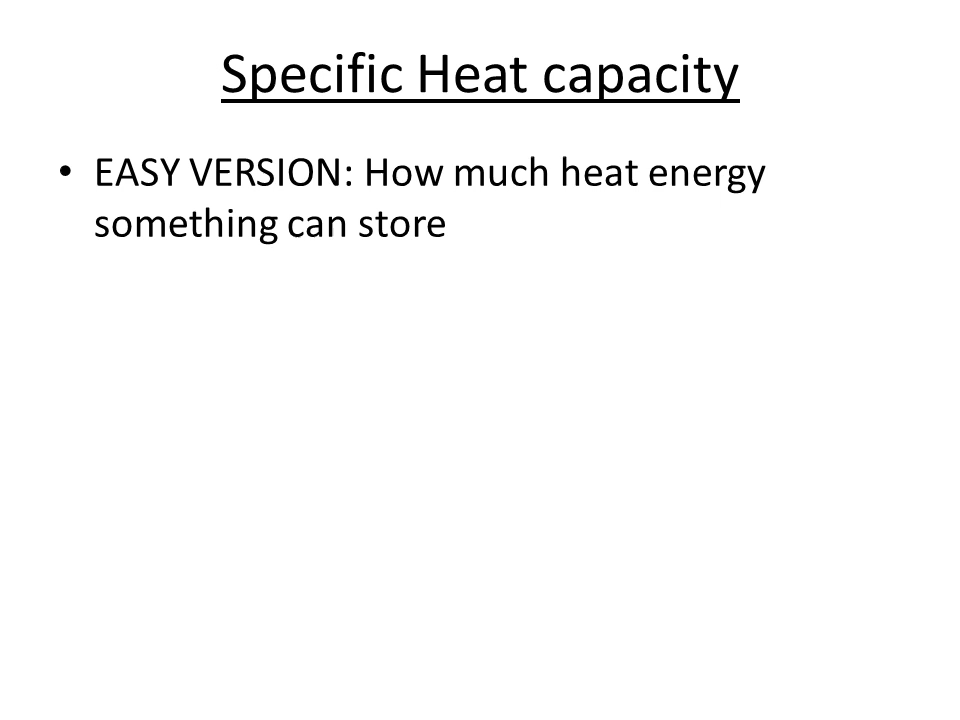 Specific Heat capacity
• EASY VERSION: How much heat energy
something can store